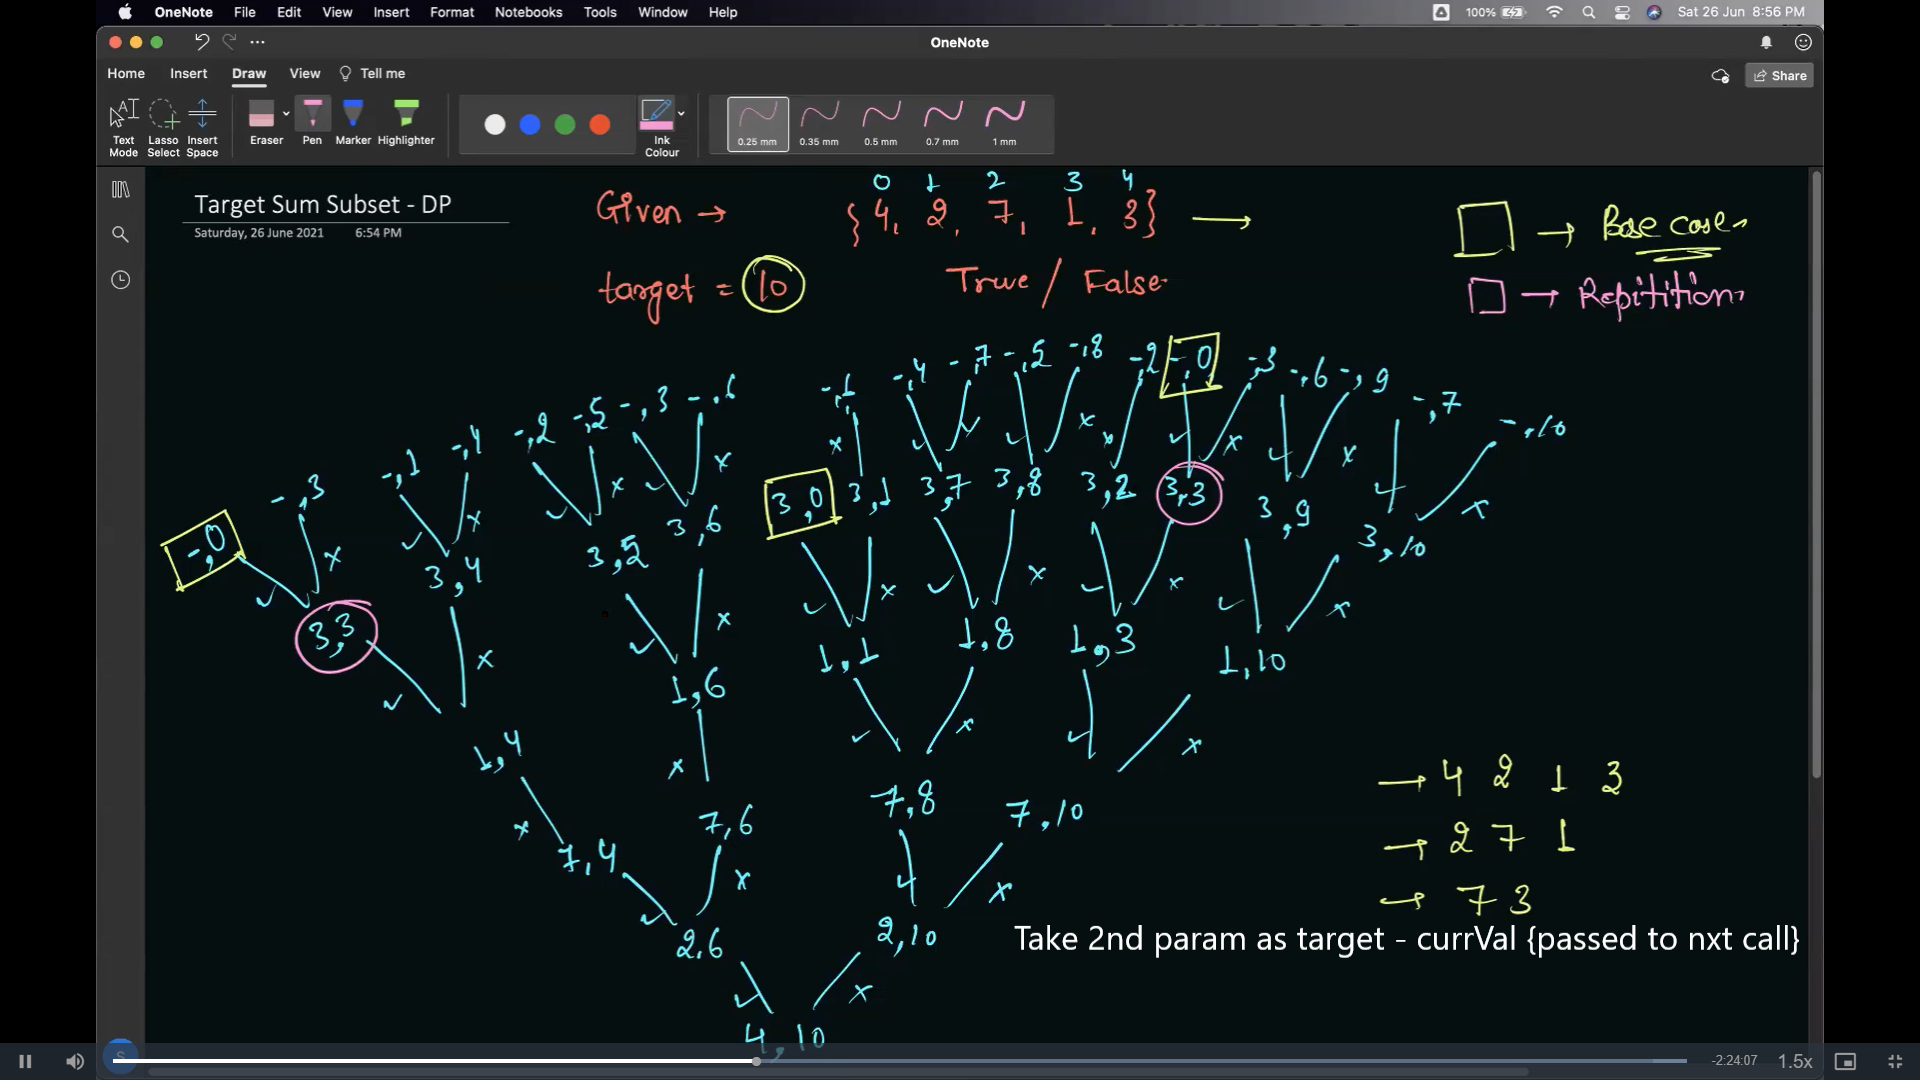 OneNote File Edit View Insert Format Notebooks Tools Window Help 100% Sat 26 Jun 8:56 PM
OneNote
Home Insert Draw View Tell me Share
Text Mode Lasso Select Insert Space Eraser Pen Marker Highlighter Ink Colour 0.25 mm 0.35 mm 0.5 mm 0.7 mm 1 mm
Target Sum Subset - DP
Saturday, 26 June 2021 6:54 PM
0 1 2 3 4
Given → {4, 2, 7, 1, 3} →
target = 10 True / False
□ → Base case
□ → Repitition
-,0 -,3 -,1 -,4 -,2 -,5 -,3 -,6 -,1 -,4 -,7 -,5 -,8 -,2 -,0 -,3 -,6 -,9 -,7 -,10
3,3 3,4 3,5 3,6 3,0 3,1 3,7 3,8 3,2 3,3 3,9 3,10
1,4 1,6 1,1 1,8 1,3 1,10
7,4 7,6 7,8 7,10
2,6 2,10
4,10
→ 4 2 1 3
→ 2 7 1
→ 7 3
Take 2nd param as target - currVal {passed to nxt call}
S
-2:24:07 1.5x